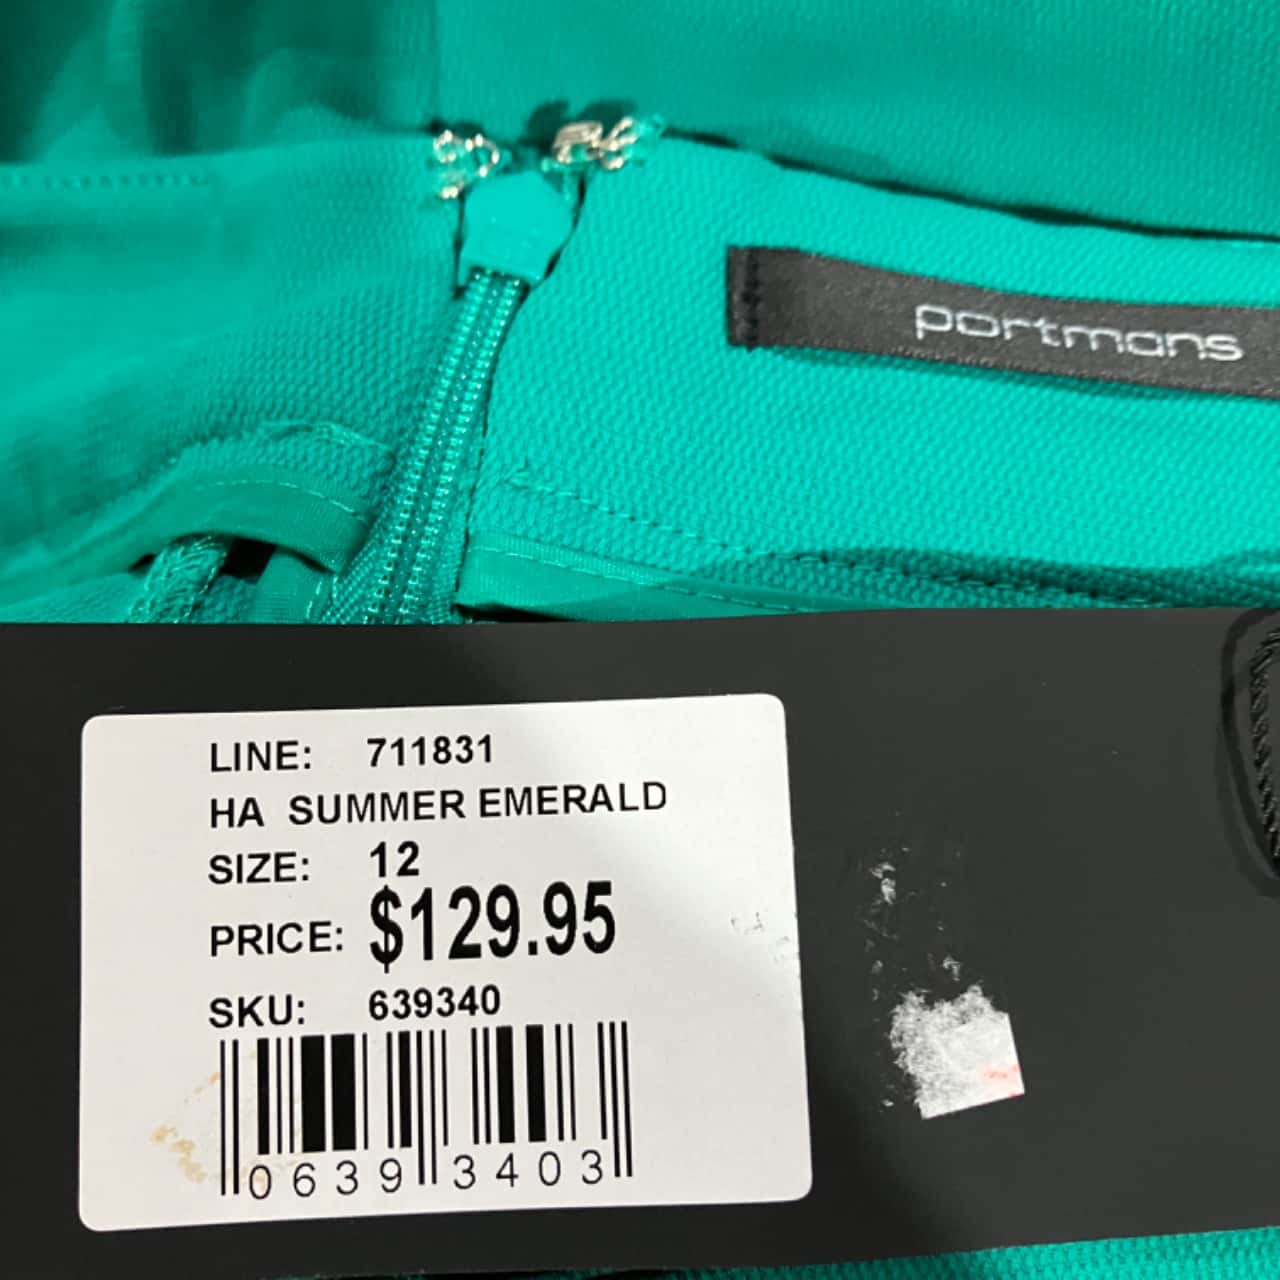 portmans
LINE: 711831
HA SUMMER EMERALD
SIZE: 12
PRICE: $129.95
SKU: 639340
0639 3403